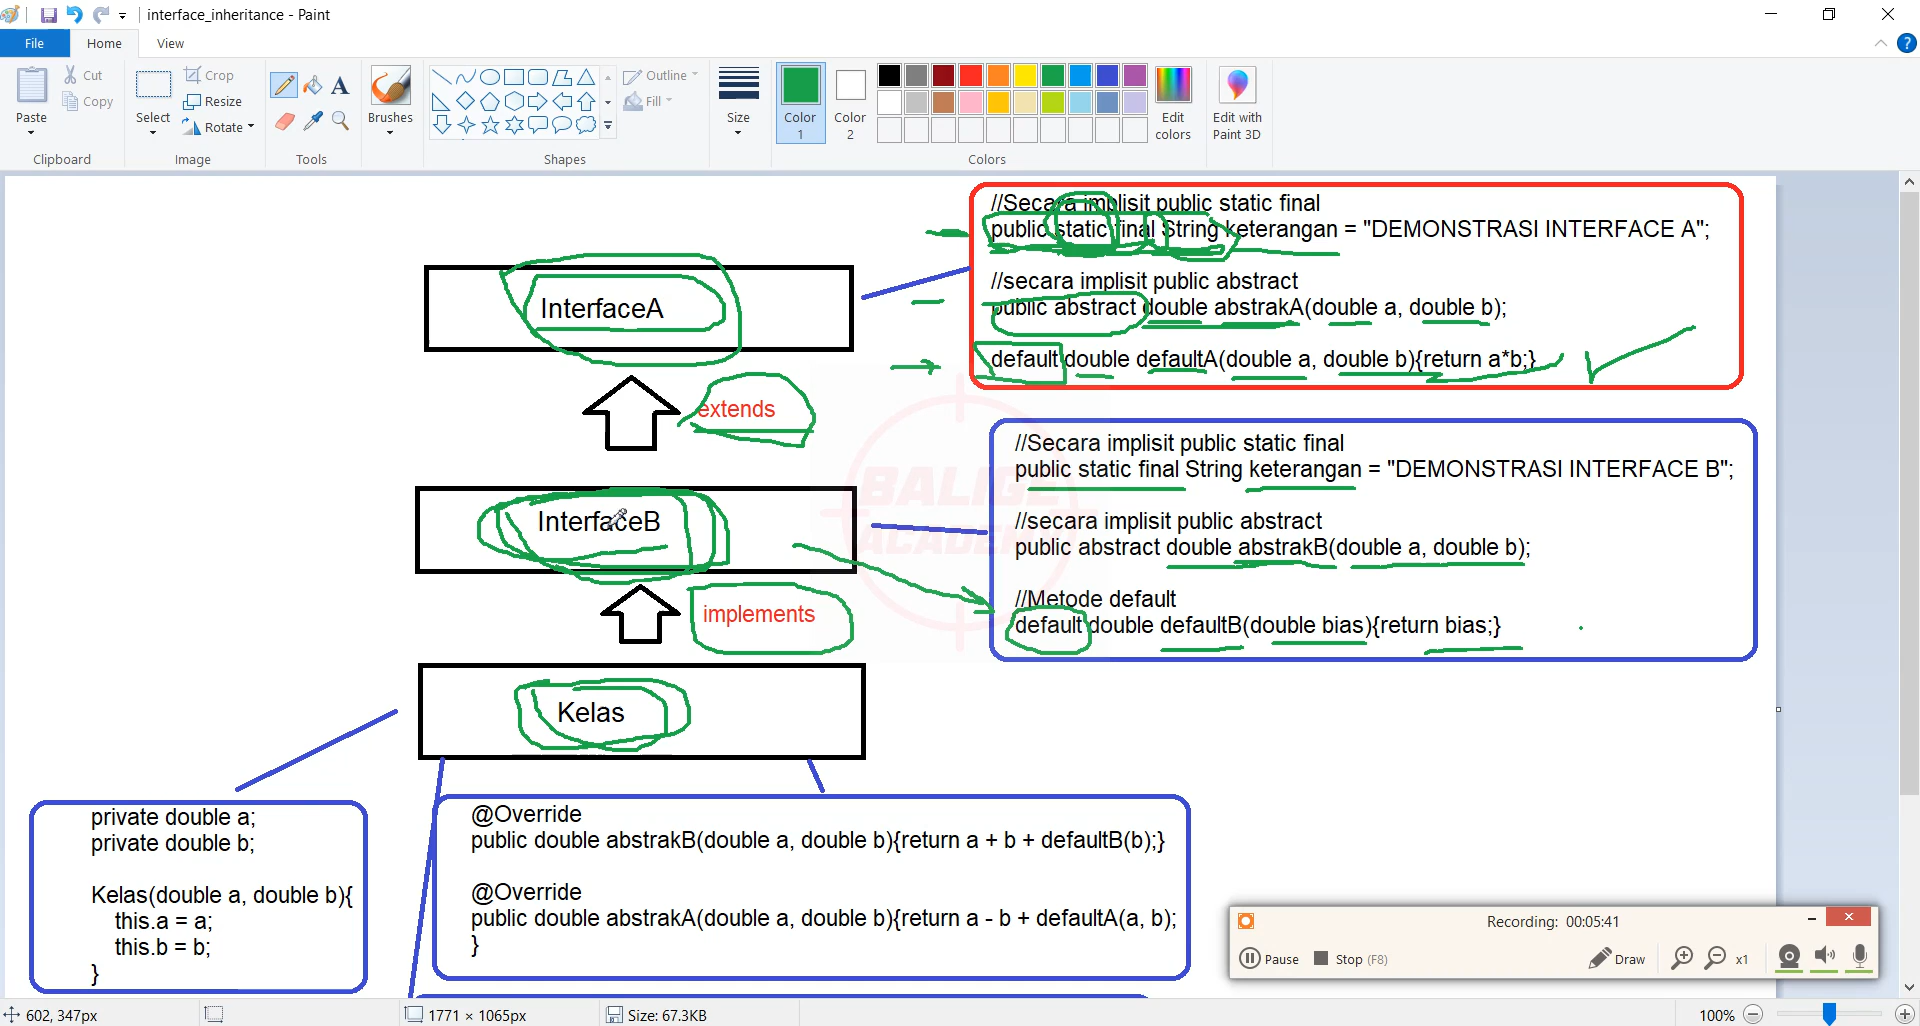 interface_inheritance - Paint
File
Home
View
Paste
Cut
Copy
Clipboard
Select
Crop
Resize
Rotate
Image
Tools
Brushes
Shapes
Outline
Fill
Size
Color 1
Color 2
Colors
Edit colors
Edit with Paint 3D
//Secara implisit public static final
public static final String keterangan = "DEMONSTRASI INTERFACE A";
//secara implisit public abstract
public abstract double abstrakA(double a, double b);
default double defaultA(double a, double b){return a*b;}
InterfaceA
extends
//Secara implisit public static final
public static final String keterangan = "DEMONSTRASI INTERFACE B";
//secara implisit public abstract
public abstract double abstrakB(double a, double b);
//Metode default
default double defaultB(double bias){return bias;}
BALIGE
ACADEMY
InterfaceB
implements
Kelas
private double a;
private double b;
Kelas(double a, double b){
this.a = a;
this.b = b;
}
@Override
public double abstrakB(double a, double b){return a + b + defaultB(b);}
@Override
public double abstrakA(double a, double b){return a - b + defaultA(a, b);
}
Recording: 00:05:41
Pause
Stop (F8)
Draw
x1
602, 347px
1771 × 1065px
Size: 67.3KB
100%